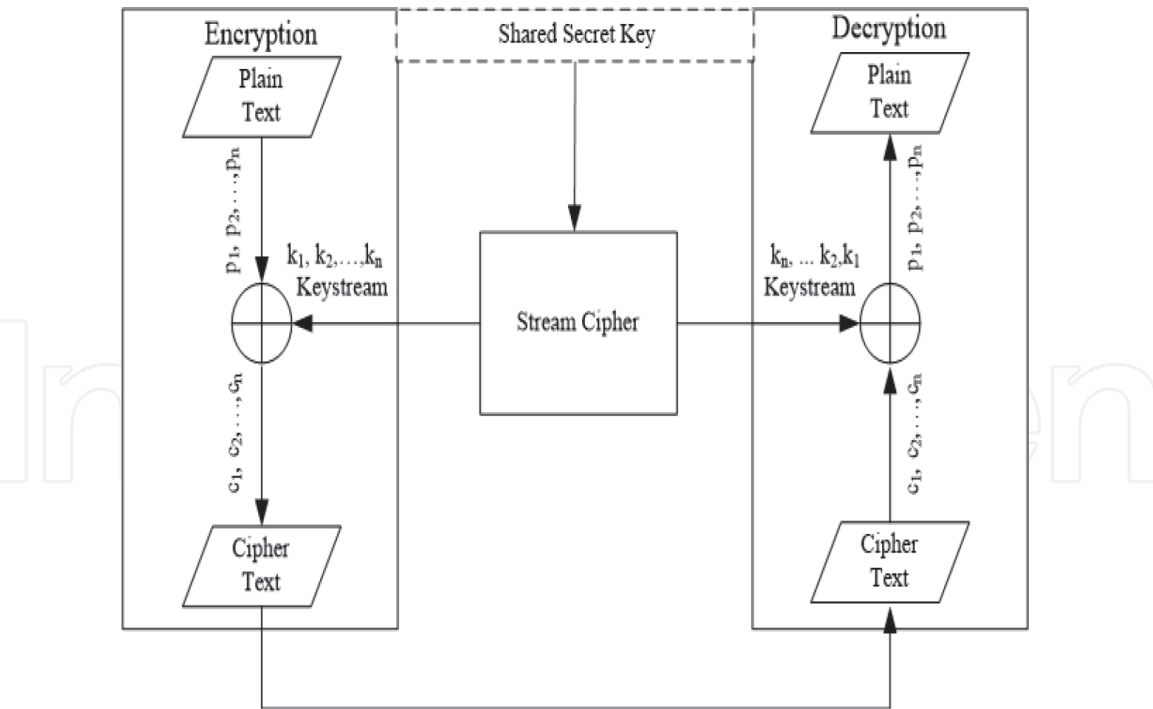 Encryption
Shared Secret Key
Decryption
Plain
Text
Plain
Text
p₁, p₂,…,pₙ
p₁, p₂,…,pₙ
k₁, k₂,…,kₙ
Keystream
kₙ, ... k₂,k₁
Keystream
Stream Cipher
c₁, c₂,…,cₙ
c₁, c₂,…,cₙ
Cipher
Text
Cipher
Text